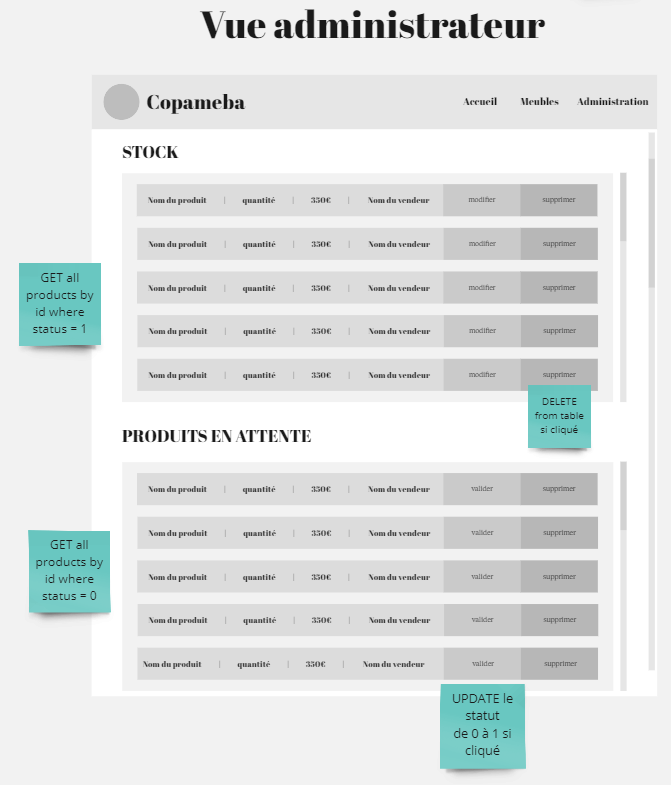 Vue administrateur
Copameba
Accueil Meubles Administration
STOCK
Nom du produit | quantité | 350€ | Nom du vendeur modifier supprimer
Nom du produit | quantité | 350€ | Nom du vendeur modifier supprimer
Nom du produit | quantité | 350€ | Nom du vendeur modifier supprimer
Nom du produit | quantité | 350€ | Nom du vendeur modifier supprimer
Nom du produit | quantité | 350€ | Nom du vendeur modifier supprimer
GET all
products by
id where
status = 1
DELETE
from table
si cliqué
PRODUITS EN ATTENTE
Nom du produit | quantité | 350€ | Nom du vendeur valider supprimer
Nom du produit | quantité | 350€ | Nom du vendeur valider supprimer
Nom du produit | quantité | 350€ | Nom du vendeur valider supprimer
Nom du produit | quantité | 350€ | Nom du vendeur valider supprimer
Nom du produit | quantité | 350€ | Nom du vendeur valider supprimer
GET all
products by
id where
status = 0
UPDATE le
statut
de 0 à 1 si
cliqué